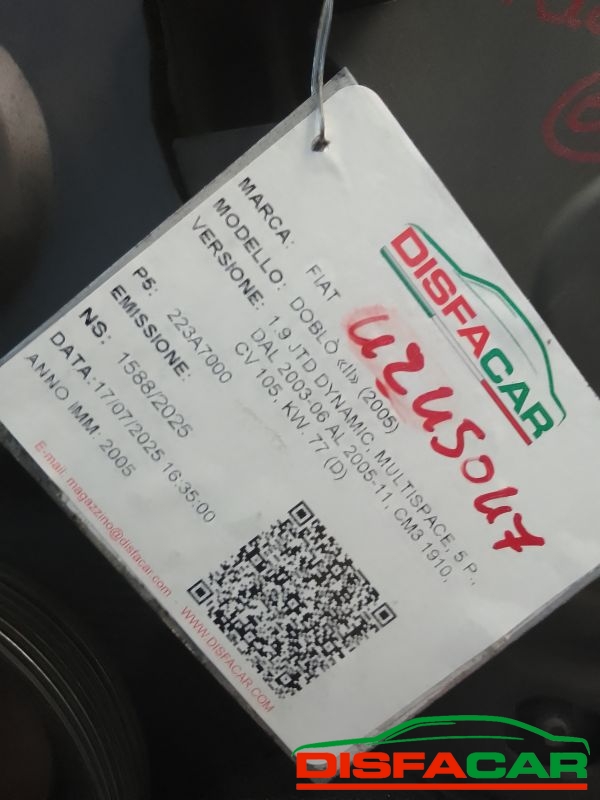 DISFACAR
MARCA: FIAT
MODELLO: DOBLÒ «II» (2005)
VERSIONE: 1.9 JTD DYNAMIC, MULTISPACE, 5 P.,
DAL 2003-06 AL 2005-11, CM3 1910,
CV 105, KW. 77 (D)
P5: 223A7000
EMISSIONE:
NS: 1588/2025
DATA: 17/07/2025 16:35:00
ANNO IMM: 2005
E-mail: magazzino@disfacar.com - WWW.DISFACAR.COM
DISFACAR